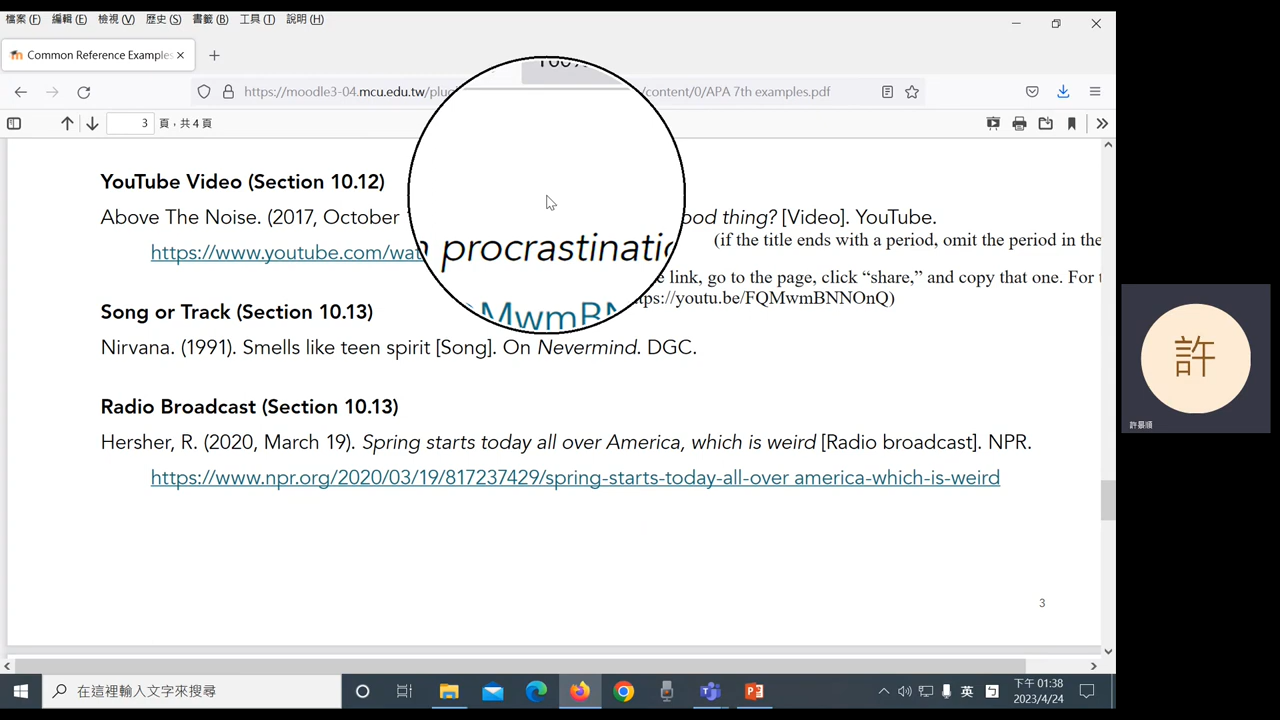 檔案 (F) 編輯 (E) 檢視 (V) 歷史 (S) 書籤 (B) 工具 (T) 說明 (H)
Common Reference Examples
https://moodle3-04.mcu.edu.tw/plu content/0/APA 7th examples.pdf
3 頁，共 4 頁
YouTube Video (Section 10.12)
Above The Noise. (2017, October ood thing? [Video]. YouTube.
(if the title ends with a period, omit the period in the
procrastinati
https://www.youtube.com/wat
link, go to the page, click “share,” and copy that one. For
MwmB
ps://youtu.be/FQMwmBNNOnQ)
Song or Track (Section 10.13)
Nirvana. (1991). Smells like teen spirit [Song]. On Nevermind. DGC.
Radio Broadcast (Section 10.13)
Hersher, R. (2020, March 19). Spring starts today all over America, which is weird [Radio broadcast]. NPR.
https://www.npr.org/2020/03/19/817237429/spring-starts-today-all-over america-which-is-weird
3
許
許景順
在這裡輸入文字來搜尋
英
下午 01:38
2023/4/24